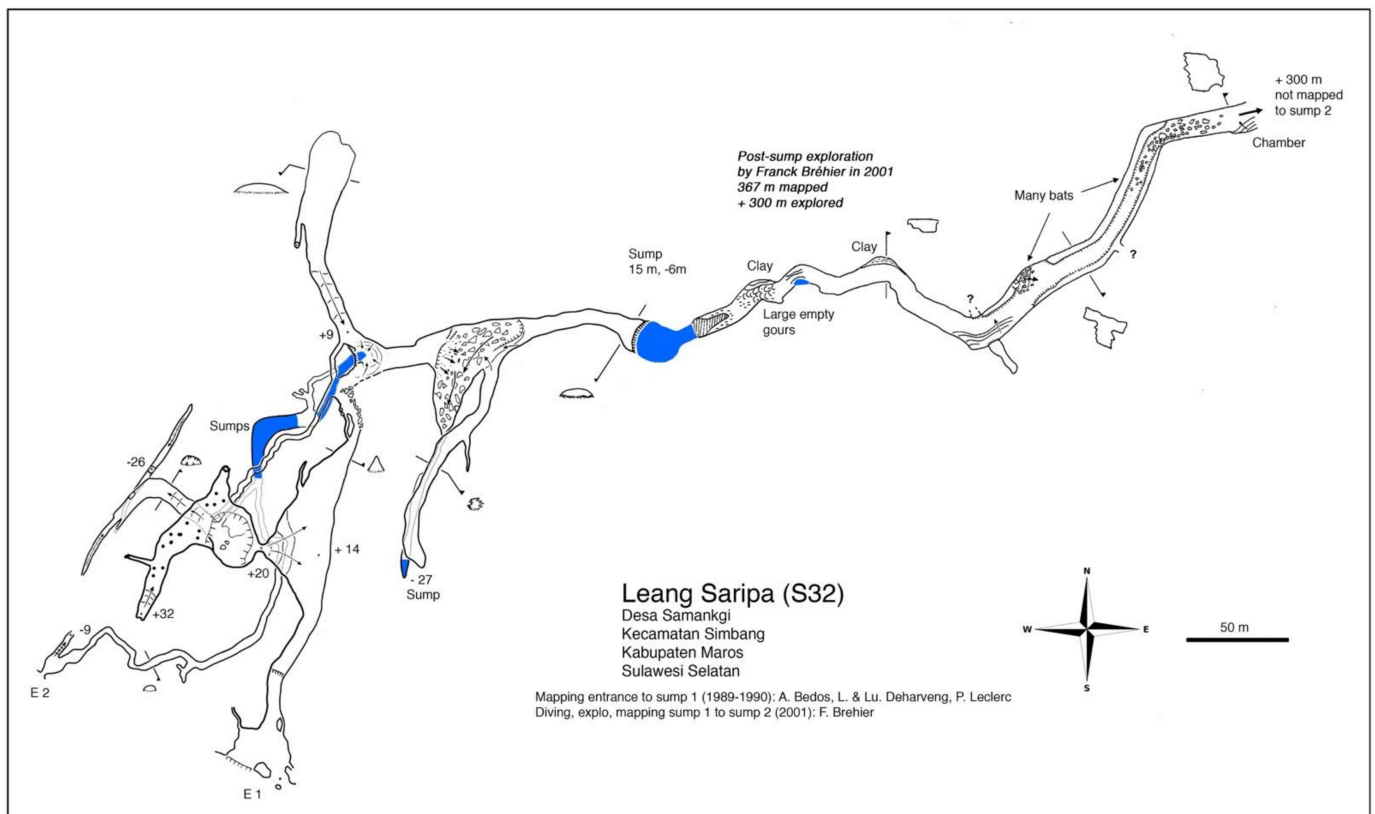 + 300 m
not mapped
to sump 2
Chamber
Post-sump exploration
by Franck Bréhier in 2001
367 m mapped
+ 300 m explored
Many bats
Clay
Clay
Sump
15 m, -6m
?
?
Large empty
gours
+9
Sumps
-26
+ 14
+20
- 27
Sump
+32
-9
E 2
E 1
Leang Saripa (S32)
Desa Samankgi
Kecamatan Simbang
Kabupaten Maros
Sulawesi Selatan
Mapping entrance to sump 1 (1989-1990): A. Bedos, L. & Lu. Deharveng, P. Leclerc
Diving, explo, mapping sump 1 to sump 2 (2001): F. Brehier
N
W
E
S
50 m